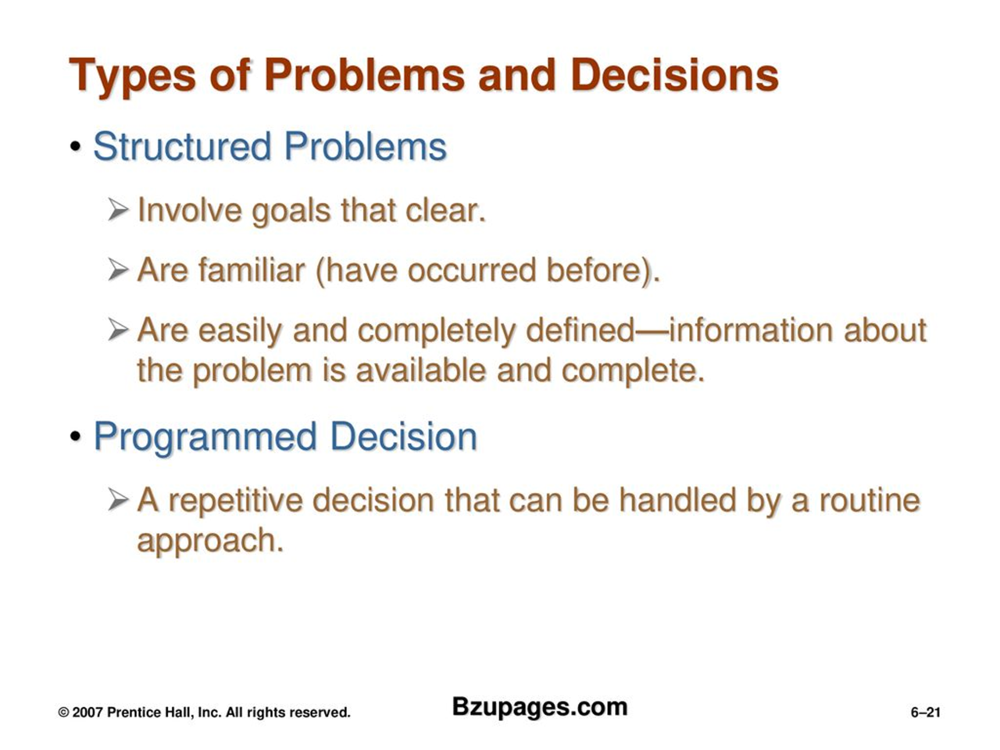 Types of Problems and Decisions
• Structured Problems
➢ Involve goals that clear.
➢ Are familiar (have occurred before).
➢ Are easily and completely defined—information about
the problem is available and complete.
• Programmed Decision
➢ A repetitive decision that can be handled by a routine
approach.
© 2007 Prentice Hall, Inc. All rights reserved.
Bzupages.com
6–21